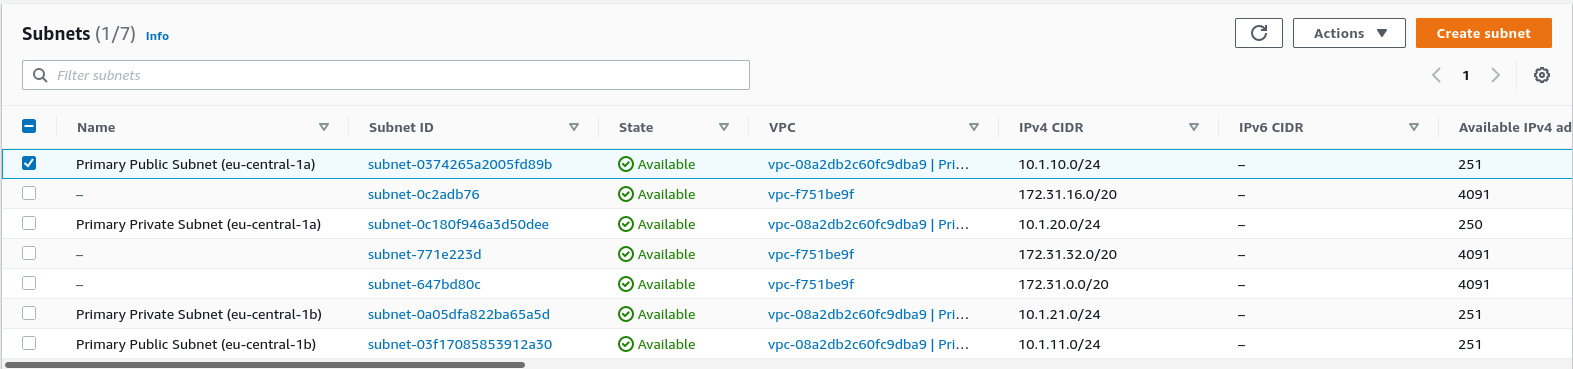 Subnets (1/7) Info Actions Create subnet
Filter subnets 1
Name Subnet ID State VPC IPv4 CIDR IPv6 CIDR Available IPv4 ad
Primary Public Subnet (eu-central-1a) subnet-0374265a2005fd89b Available vpc-08a2db2c60fc9dba9 | Pri... 10.1.10.0/24 – 251
– subnet-0c2adb76 Available vpc-f751be9f 172.31.16.0/20 – 4091
Primary Private Subnet (eu-central-1a) subnet-0c180f946a3d50dee Available vpc-08a2db2c60fc9dba9 | Pri... 10.1.20.0/24 – 250
– subnet-771e223d Available vpc-f751be9f 172.31.32.0/20 – 4091
– subnet-647bd80c Available vpc-f751be9f 172.31.0.0/20 – 4091
Primary Private Subnet (eu-central-1b) subnet-0a05dfa822ba65a5d Available vpc-08a2db2c60fc9dba9 | Pri... 10.1.21.0/24 – 251
Primary Public Subnet (eu-central-1b) subnet-03f17085853912a30 Available vpc-08a2db2c60fc9dba9 | Pri... 10.1.11.0/24 – 251